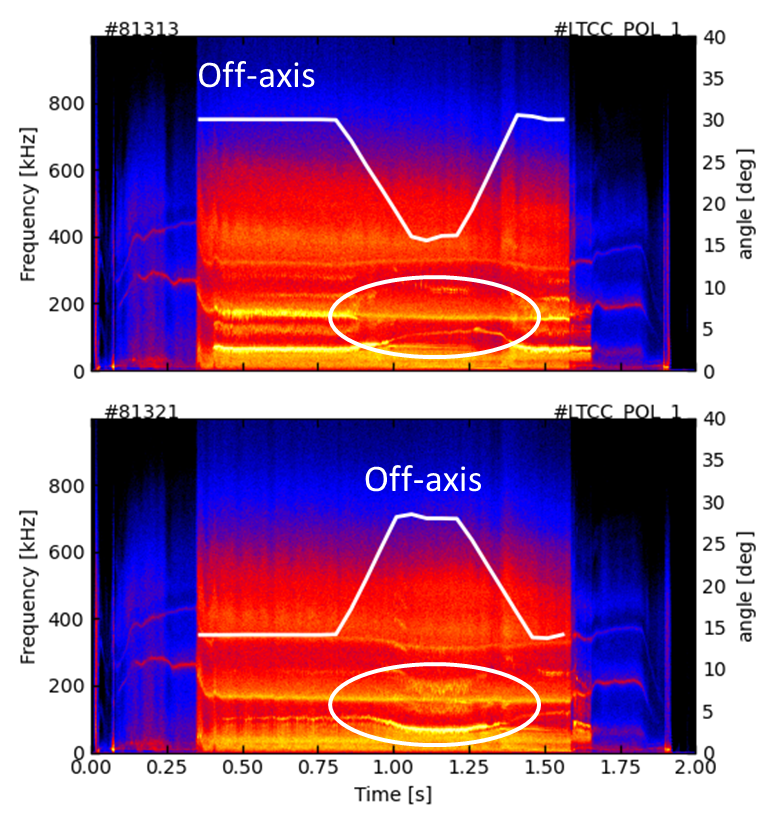 #81313 #LTCC_POL_1
Off-axis
Frequency [kHz]
800
600
400
200
0
40
35
30
25
20
15
10
5
0
angle [deg]
#81321 #LTCC_POL_1
Off-axis
Frequency [kHz]
800
600
400
200
0
40
35
30
25
20
15
10
5
0
angle [deg]
0.00 0.25 0.50 0.75 1.00 1.25 1.50 1.75 2.00
Time [s]